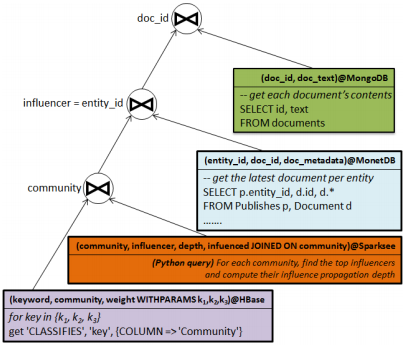 doc_id
(doc_id, doc_text)@MongoDB
-- get each document's contents
SELECT id, text
FROM documents
influencer = entity_id
(entity_id, doc_id, doc_metadata)@MonetDB
-- get the latest document per entity
SELECT p.entity_id, d.id, d.*
FROM Publishes p, Document d
.......
community
(community, influencer, depth, infuenced JOINED ON community)@Sparksee
(Python query) For each community, find the top influencers
and compute their influence propagation depth
(keyword, community, weight WITHPARAMS k1,k2,k3)@HBase
for key in {k1, k2, k3}
get 'CLASSIFIES', 'key', {COLUMN => 'Community'}